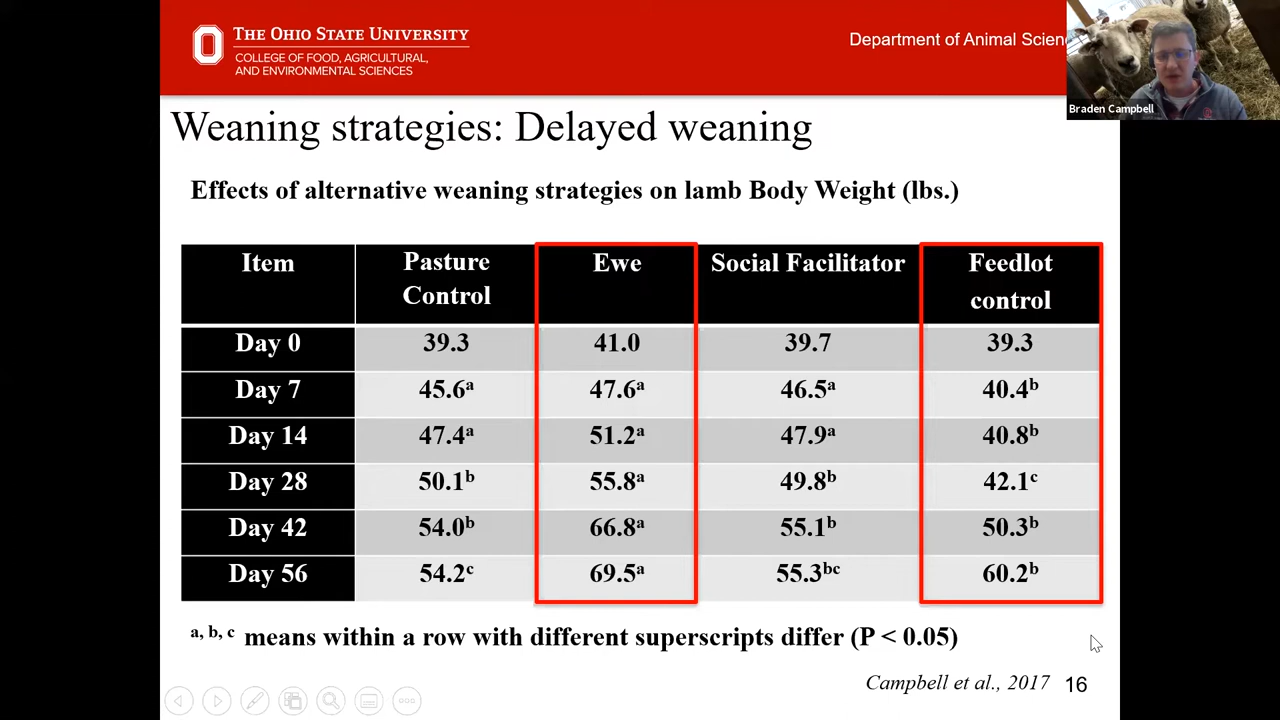 THE OHIO STATE UNIVERSITY
COLLEGE OF FOOD, AGRICULTURAL,
AND ENVIRONMENTAL SCIENCES
Department of Animal Scienc
Braden Campbell
Weaning strategies: Delayed weaning
Effects of alternative weaning strategies on lamb Body Weight (lbs.)
Item Pasture Control Ewe Social Facilitator Feedlot control
Day 0 39.3 41.0 39.7 39.3
Day 7 45.6ᵃ 47.6ᵃ 46.5ᵃ 40.4ᵇ
Day 14 47.4ᵃ 51.2ᵃ 47.9ᵃ 40.8ᵇ
Day 28 50.1ᵇ 55.8ᵃ 49.8ᵇ 42.1ᶜ
Day 42 54.0ᵇ 66.8ᵃ 55.1ᵇ 50.3ᵇ
Day 56 54.2ᶜ 69.5ᵃ 55.3ᵇᶜ 60.2ᵇ
a, b, c means within a row with different superscripts differ (P < 0.05)
Campbell et al., 2017 16